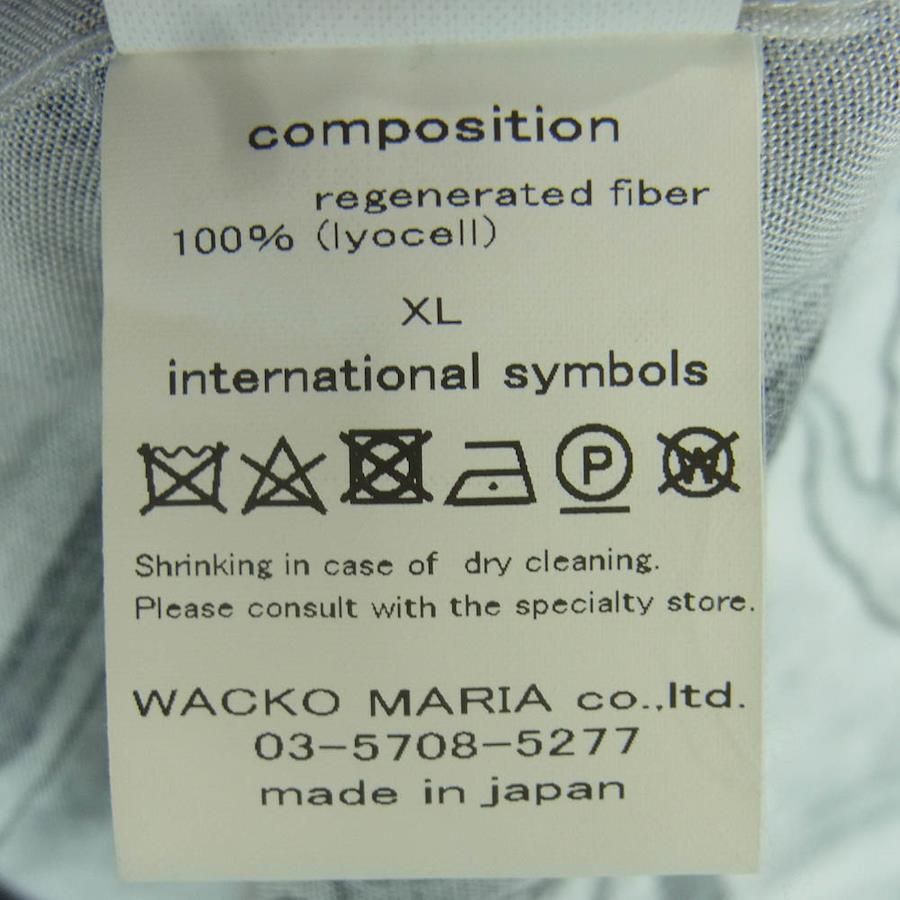 composition
regenerated fiber
100% (lyocell)
XL
international symbols
P W
Shrinking in case of dry cleaning.
Please consult with the specialty store.
WACKO MARIA co.,ltd.
03-5708-5277
made in japan